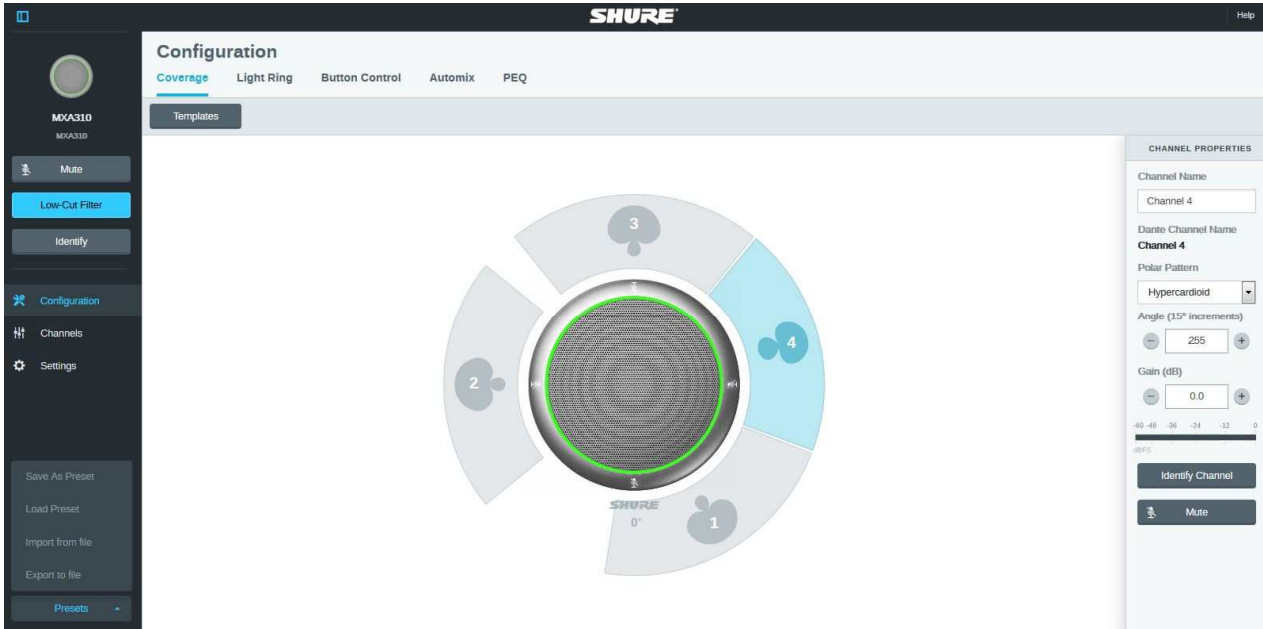 SHURE
Help
MXA310
MXA310
Mute
Low-Cut Filter
Identify
Configuration
Channels
Settings
Save As Preset
Load Preset
Import from file
Export to file
Presets
Configuration
Coverage Light Ring Button Control Automix PEQ
Templates
3
4
2
1
SHURE
0°
CHANNEL PROPERTIES
Channel Name
Channel 4
Dante Channel Name
Channel 4
Polar Pattern
Hypercardioid
Angle (15° increments)
255
Gain (dB)
0.0
-60 -48 -36 -24 -12 0
dBFS
Identify Channel
Mute